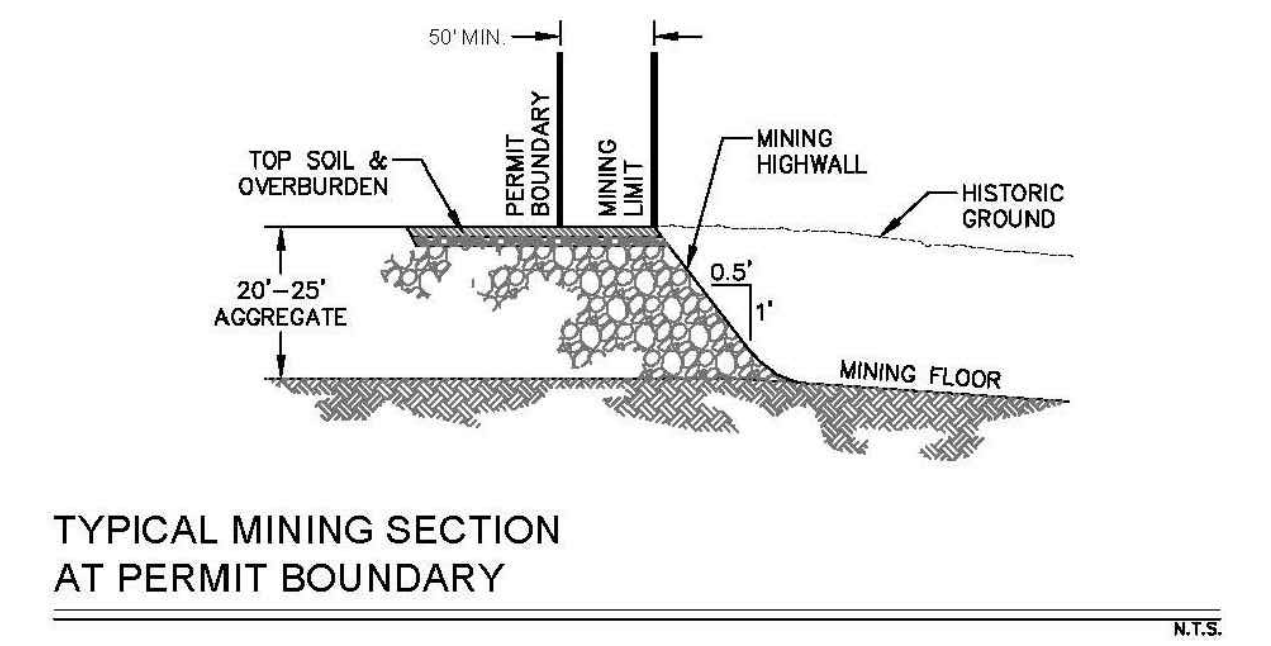 50' MIN.
PERMIT
BOUNDARY
MINING
LIMIT
MINING
HIGHWALL
TOP SOIL &
OVERBURDEN
HISTORIC
GROUND
0.5'
1'
20'-25'
AGGREGATE
MINING FLOOR
TYPICAL MINING SECTION
AT PERMIT BOUNDARY
N.T.S.